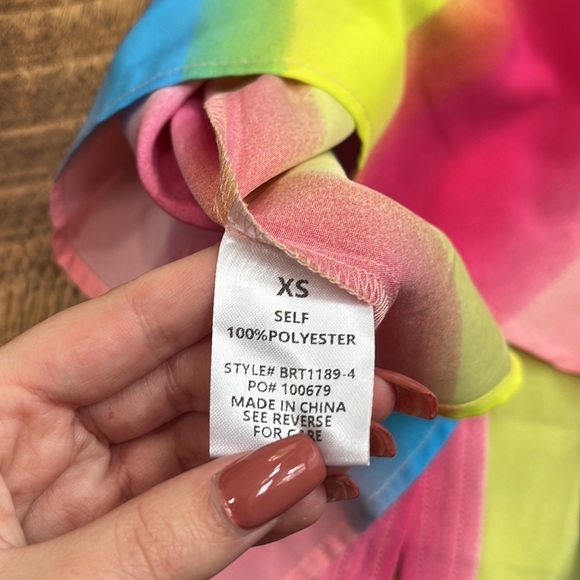 XS
SELF
100%POLYESTER
STYLE# BRT1189-4
PO# 100679
MADE IN CHINA
SEE REVERSE
FOR CARE